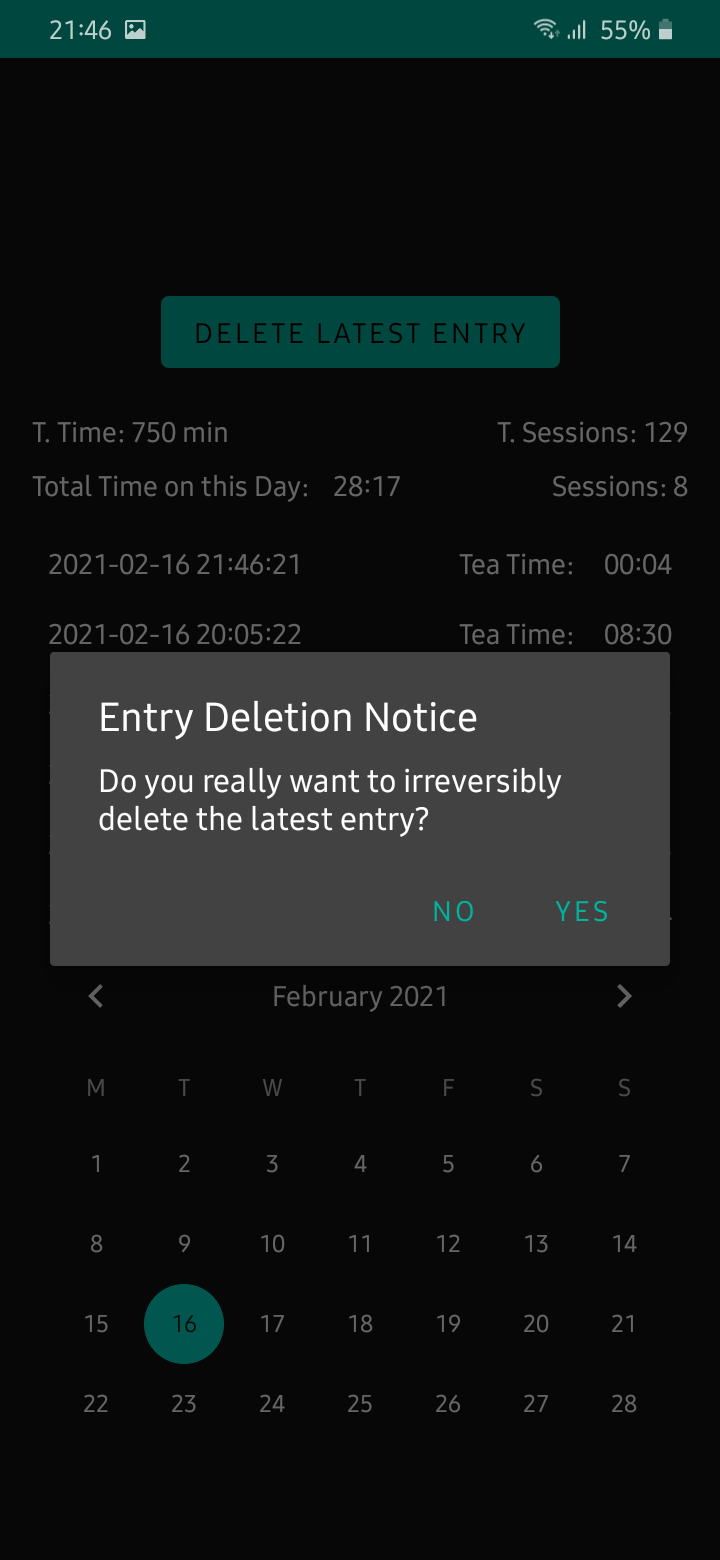 21:46 55%
DELETE LATEST ENTRY
T. Time: 750 min T. Sessions: 129
Total Time on this Day: 28:17 Sessions: 8
2021-02-16 21:46:21 Tea Time: 00:04
2021-02-16 20:05:22 Tea Time: 08:30
Entry Deletion Notice
Do you really want to irreversibly
delete the latest entry?
NO YES
February 2021
M T W T F S S
1 2 3 4 5 6 7
8 9 10 11 12 13 14
15 16 17 18 19 20 21
22 23 24 25 26 27 28